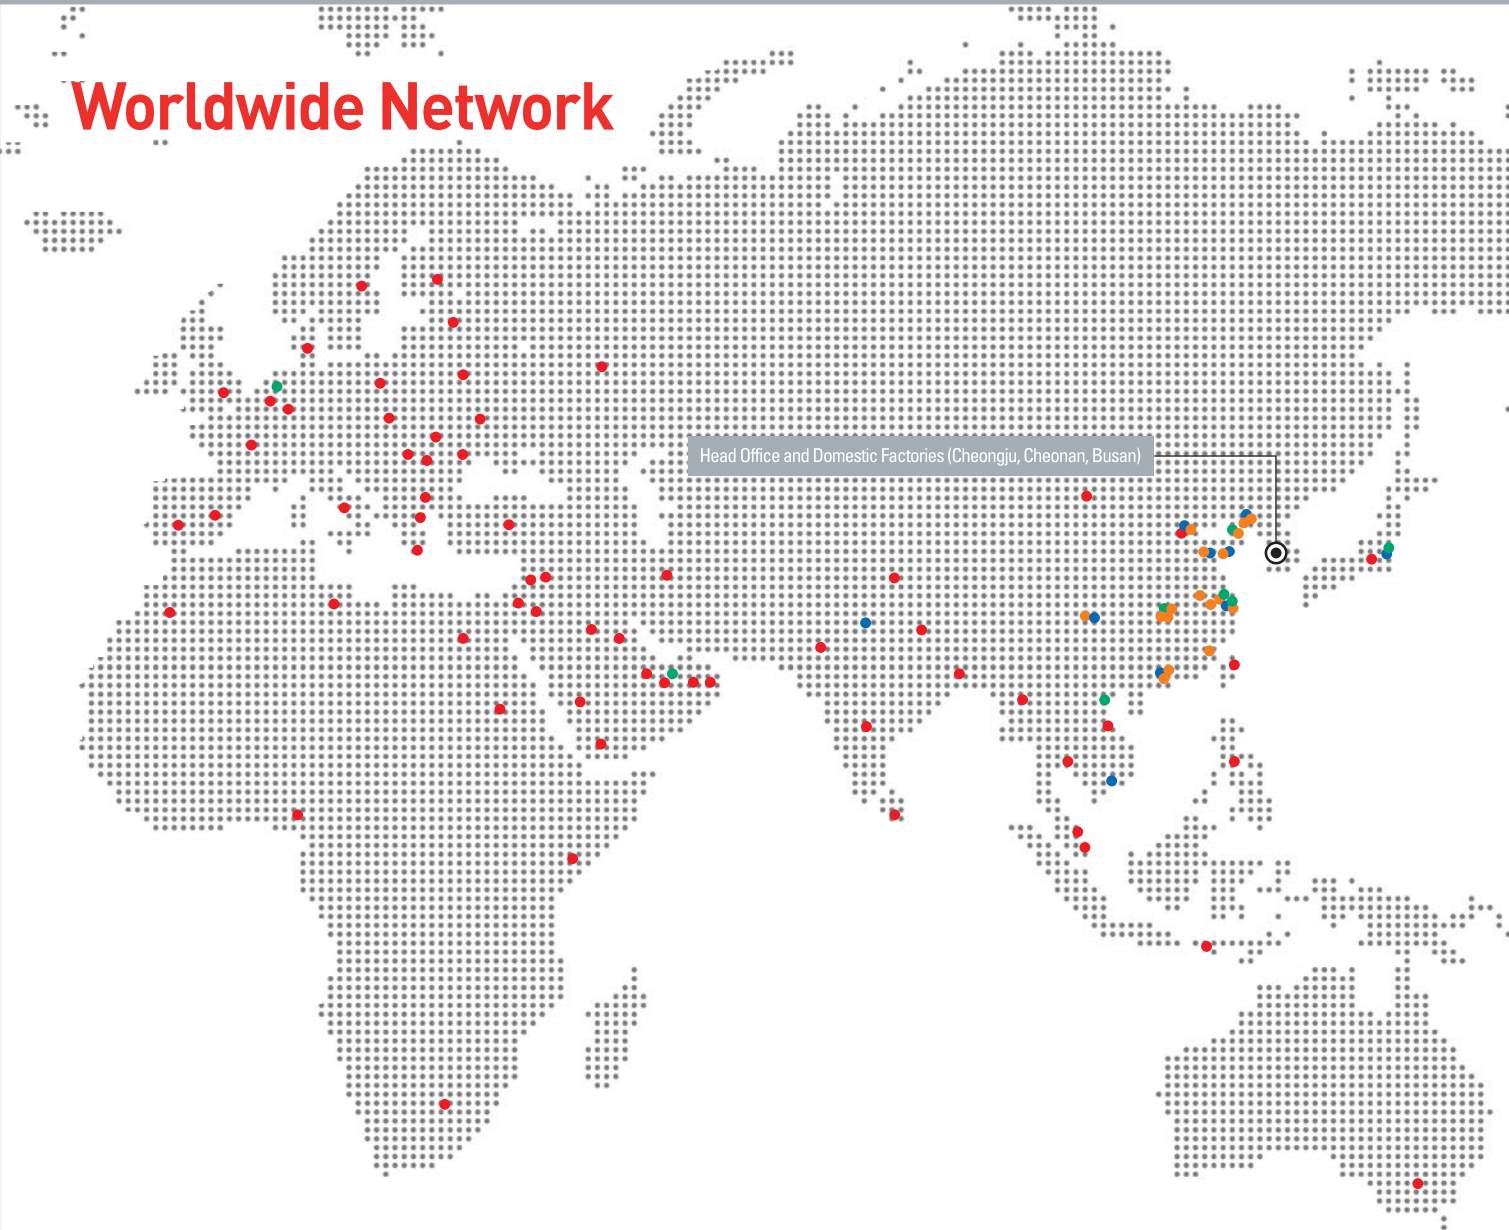 Worldwide Network
Head Office and Domestic Factories (Cheongju, Cheonan, Busan)